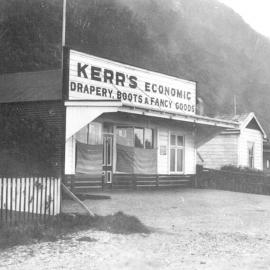 KERR'S ECONOMIC
DRAPERY, BOOTS & FANCY GOODS